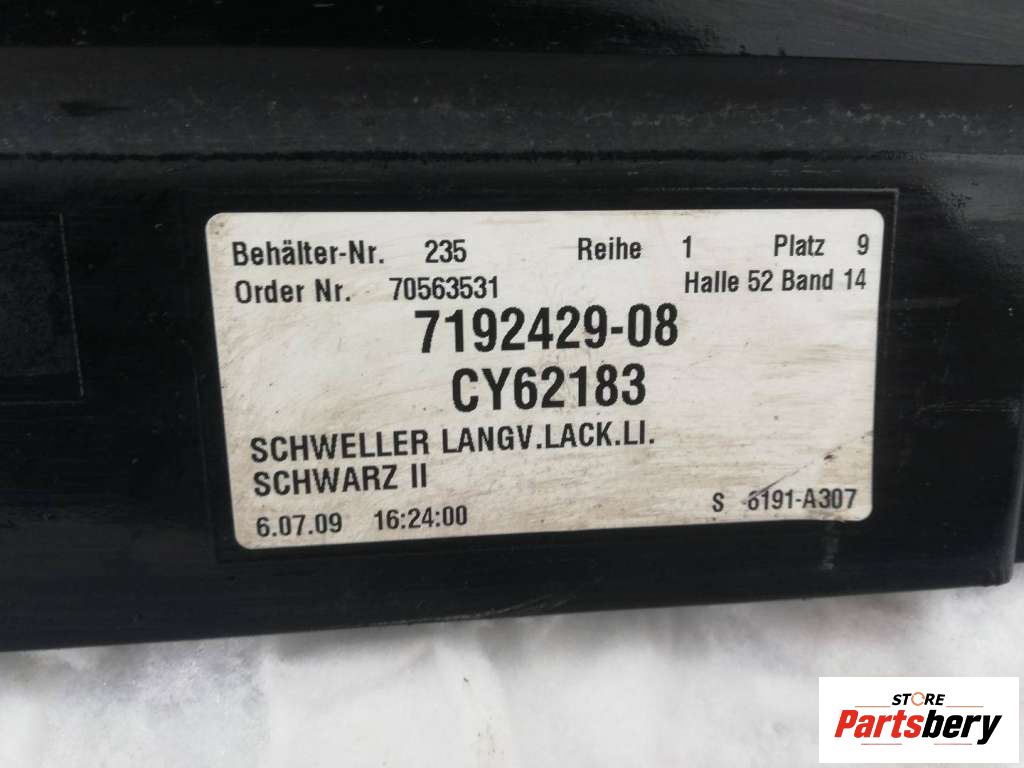 Behälter-Nr. 235 Reihe 1 Platz 9
Order Nr. 70563531 Halle 52 Band 14
7192429-08
CY62183
SCHWELLER LANGV.LACK.LI.
SCHWARZ II
6.07.09 16:24:00 S 6191-A307
STORE
Partsbery